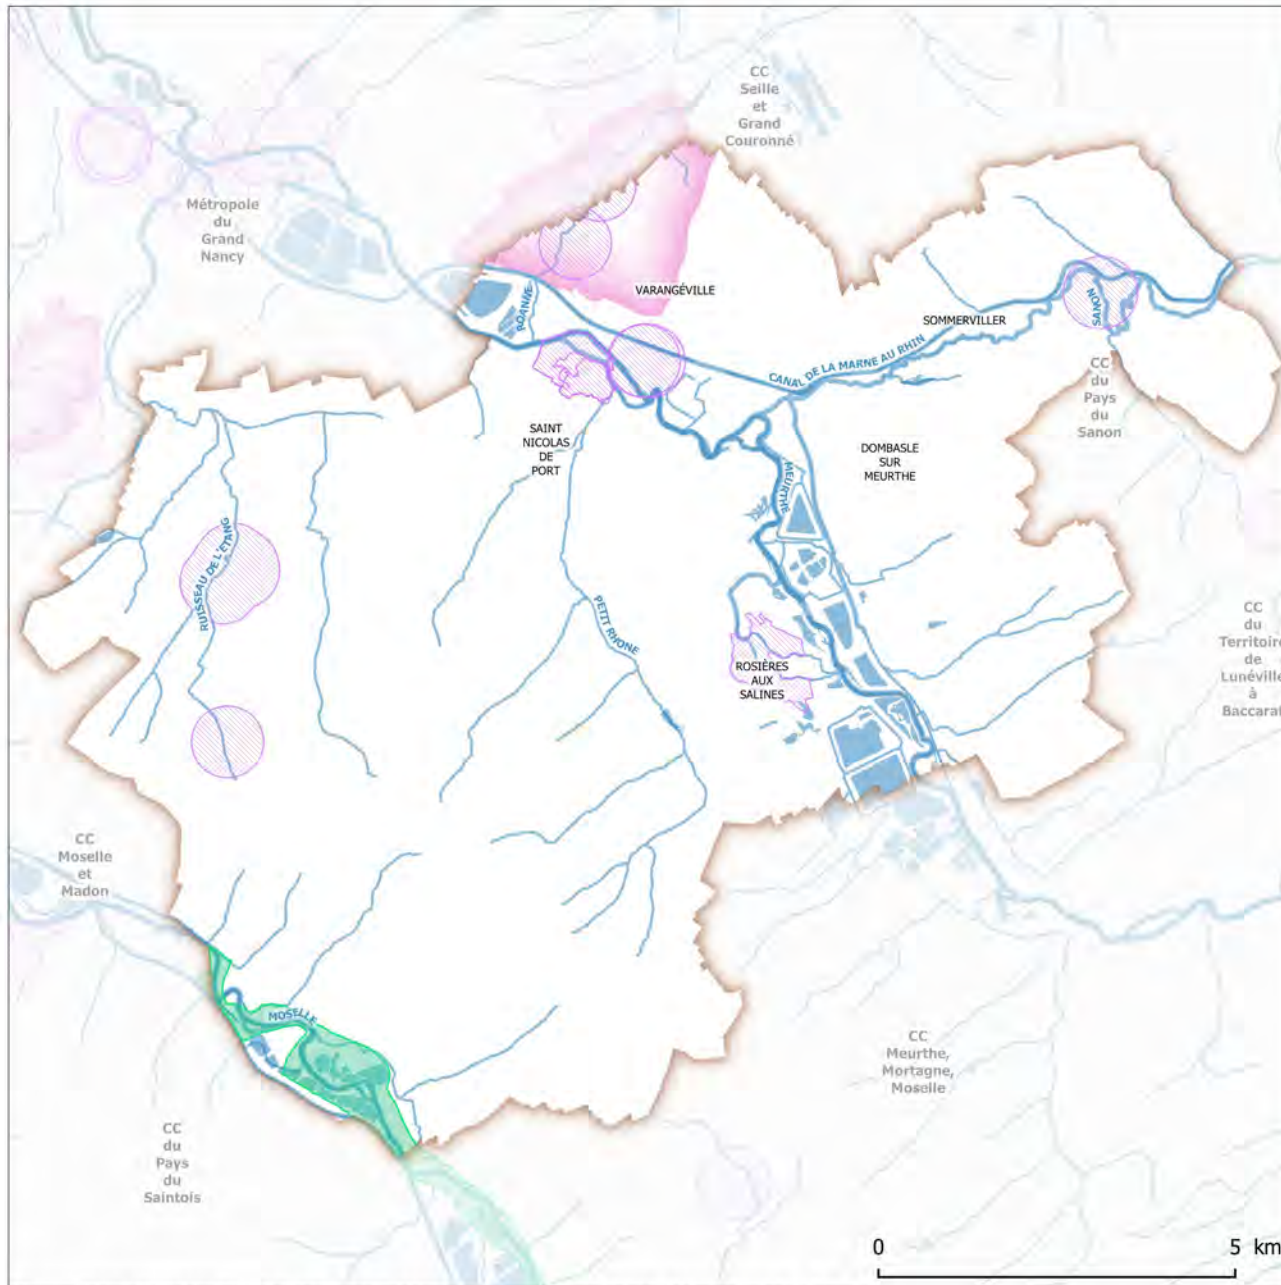 CC
Seille
et
Grand
Couronné
Métropole
du
Grand
Nancy
VARANGÉVILLE
ROANNE
SANON
SOMMERVILLER
CANAL DE LA MARNE AU RHIN
CC
du
Pays
du
Sanon
SAINT
NICOLAS
DE
PORT
DOMBASLE
SUR
MEURTHE
MEURTHE
RUISSEAU DE L'ÉTANG
PETIT RHONE
CC
du
Territoire
de
Lunéville
à
Baccarat
ROSIÈRES
AUX
SALINES
CC
Moselle
et
Madon
MOSELLE
CC
Meurthe,
Mortagne,
Moselle
CC
du
Pays
du
Saintois
0 5 km